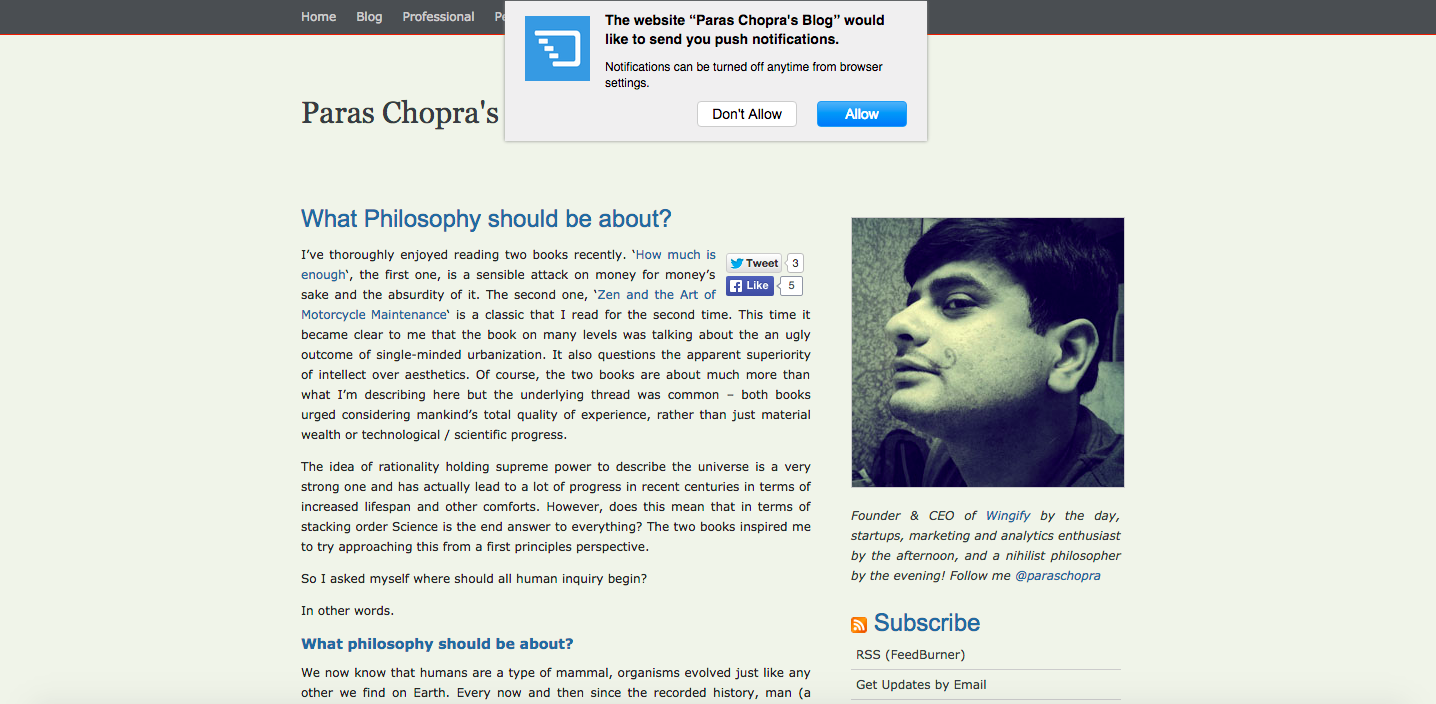 Home Blog Professional Pe
The website “Paras Chopra's Blog” would
like to send you push notifications.
Notifications can be turned off anytime from browser
settings.
Don't Allow Allow
Paras Chopra's
What Philosophy should be about?
I’ve thoroughly enjoyed reading two books recently. ‘How much is
enough‘, the first one, is a sensible attack on money for money’s
sake and the absurdity of it. The second one, ‘Zen and the Art of
Motorcycle Maintenance‘ is a classic that I read for the second time. This time it
became clear to me that the book on many levels was talking about the an ugly
outcome of single-minded urbanization. It also questions the apparent superiority
of intellect over aesthetics. Of course, the two books are about much more than
what I’m describing here but the underlying thread was common – both books
urged considering mankind’s total quality of experience, rather than just material
wealth or technological / scientific progress.
Tweet 3
Like 5
The idea of rationality holding supreme power to describe the universe is a very
strong one and has actually lead to a lot of progress in recent centuries in terms of
increased lifespan and other comforts. However, does this mean that in terms of
stacking order Science is the end answer to everything? The two books inspired me
to try approaching this from a first principles perspective.
So I asked myself where should all human inquiry begin?
In other words.
What philosophy should be about?
We now know that humans are a type of mammal, organisms evolved just like any
other we find on Earth. Every now and then since the recorded history, man (a
Founder & CEO of Wingify by the day,
startups, marketing and analytics enthusiast
by the afternoon, and a nihilist philosopher
by the evening! Follow me @paraschopra
Subscribe
RSS (FeedBurner)
Get Updates by Email